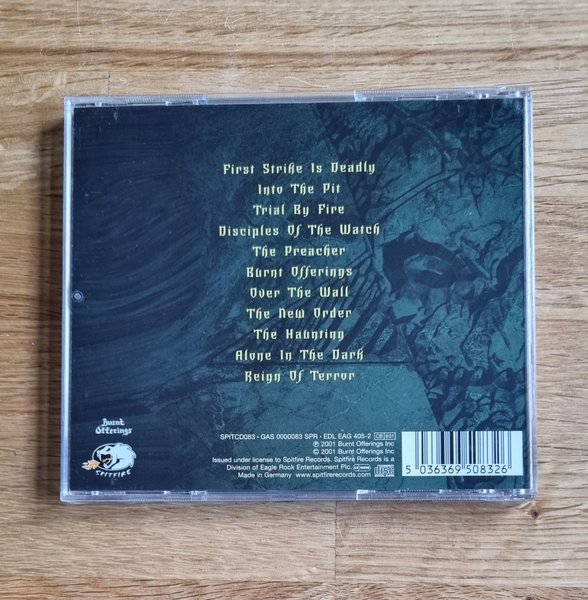 First Strike Is Deadly
Into The Pit
Trial By Fire
Disciples Of The Watch
The Preacher
Burnt Offerings
Over The Wall
The New Order
The Haunting
Alone In The Dark
Reign Of Terror
Burnt
Offerings
SPITFIRE
SPITCD083 - GAS 0000083 SPR - EDL EAG 405-2
℗ 2001 Burnt Offerings Inc
© 2001 Burnt Offerings Inc
Issued under license to Spitfire Records. Spitfire Records is a
Division of Eagle Rock Entertainment Plc.
Made in Germany www.spitfirerecords.com
5 036369 508326